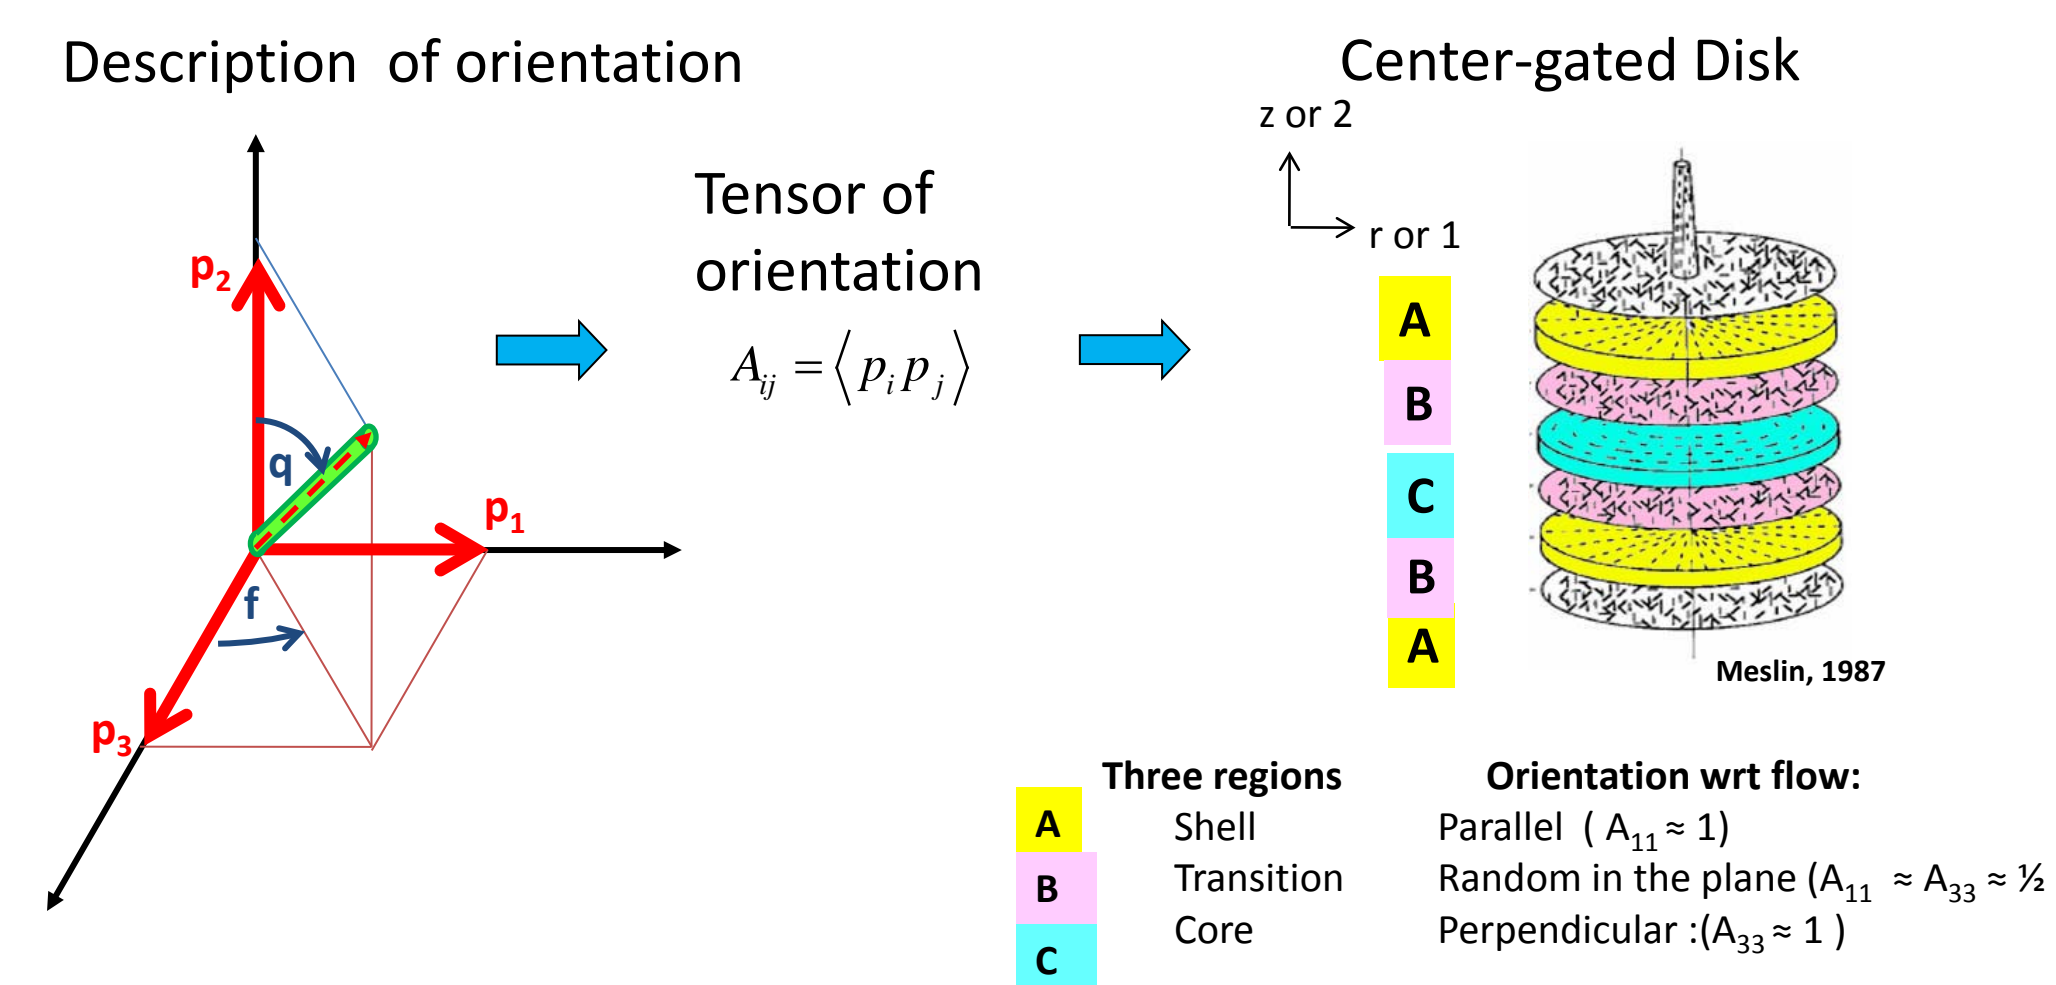 Description of orientation
Center-gated Disk
z or 2
r or 1
Tensor of
orientation
A_ij = ⟨ p_i p_j ⟩
p₂
q
p₁
f
p₃
A
B
C
B
A
Meslin, 1987
Three regions Orientation wrt flow:
A Shell Parallel ( A₁₁ ≈ 1)
B Transition Random in the plane (A₁₁ ≈ A₃₃ ≈ ½
C Core Perpendicular :(A₃₃ ≈ 1 )